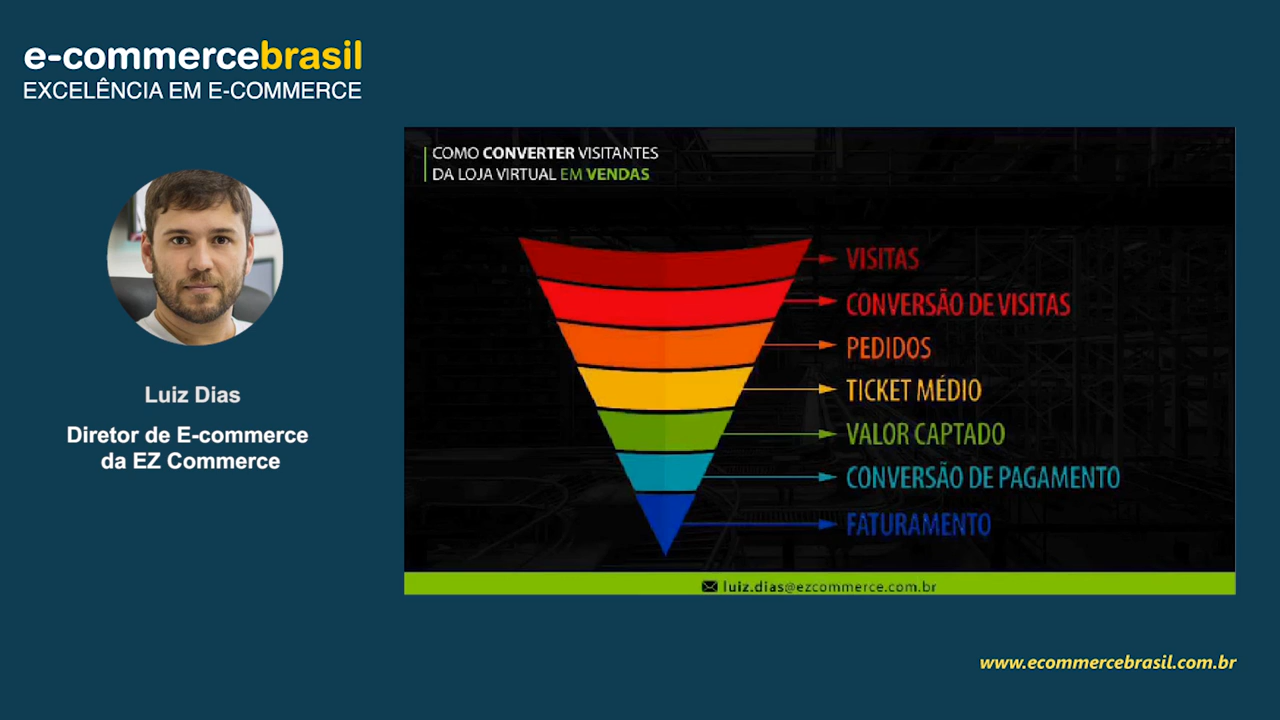 e-commercebrasil
EXCELÊNCIA EM E-COMMERCE
Luiz Dias
Diretor de E-commerce
da EZ Commerce
COMO CONVERTER VISITANTES
DA LOJA VIRTUAL EM VENDAS
VISITAS
CONVERSÃO DE VISITAS
PEDIDOS
TICKET MÉDIO
VALOR CAPTADO
CONVERSÃO DE PAGAMENTO
FATURAMENTO
luiz.dias@ezcommerce.com.br
www.ecommercebrasil.com.br